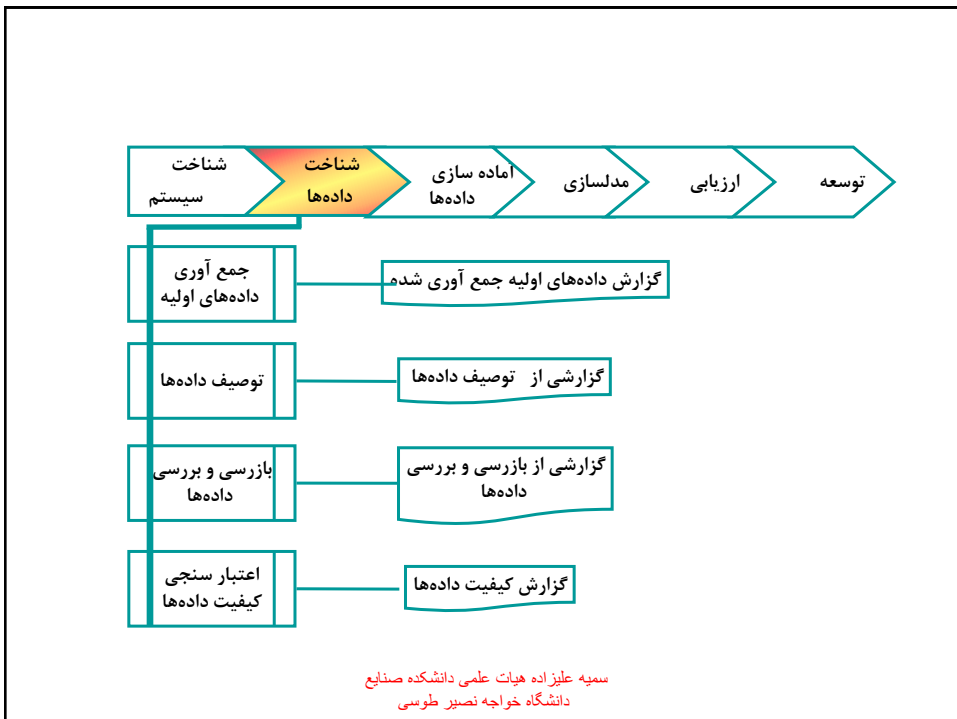 شناخت
سیستم
شناخت
داده‌ها
اماده سازی
داده‌ها
مدلسازی
ارزیابی
توسعه
جمع آوری
داده‌های اولیه
گزارش داده‌های اولیه جمع آوری شده
توصیف داده‌ها
گزارشی از توصیف داده‌ها
بازرسی و بررسی
داده‌ها
گزارشی از بازرسی و بررسی
داده‌ها
اعتبار سنجی
کیفیت داده‌ها
گزارش کیفیت داده‌ها
سمیه علیزاده هیات علمی دانشکده صنایع
دانشگاه خواجه نصیر طوسی